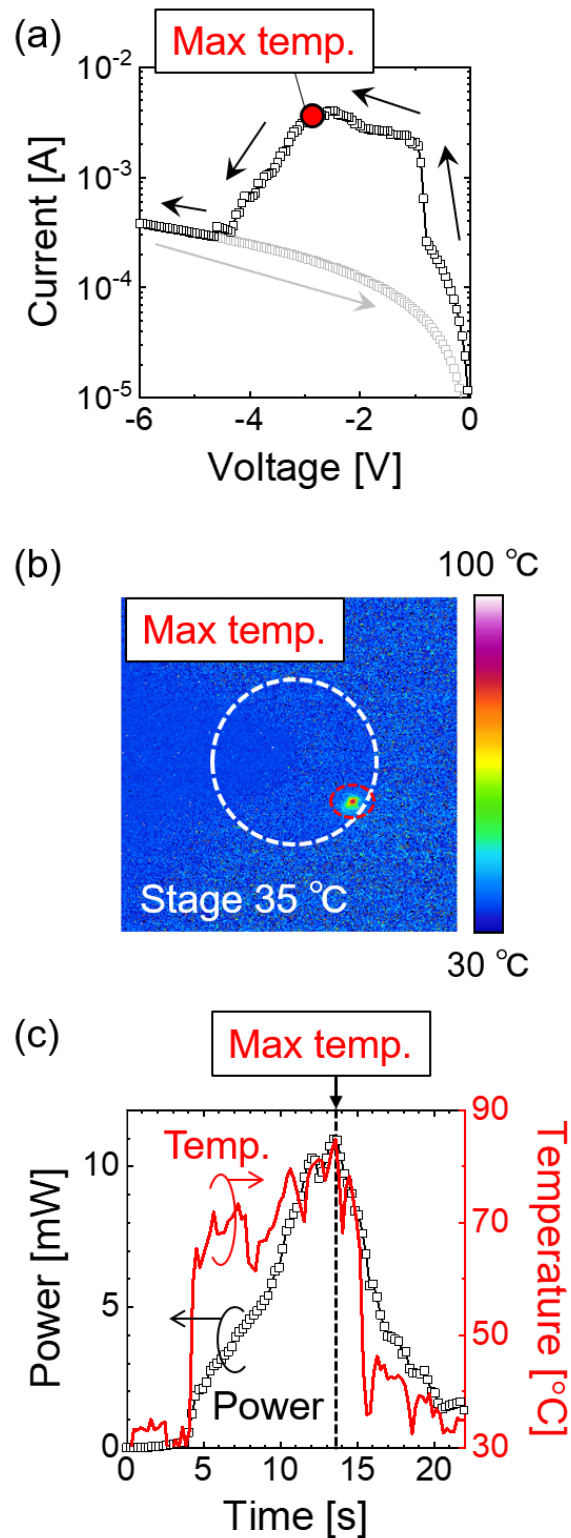 (a)
Max temp.
10-2
10-3
10-4
10-5
Current [A]
-6
-4
-2
0
Voltage [V]
(b)
100 ℃
Max temp.
Stage 35 ℃
30 ℃
(c)
Max temp.
Temp.
Power
10
5
0
Power [mW]
90
70
50
30
Temperature [°C]
0
5
10
15
20
Time [s]